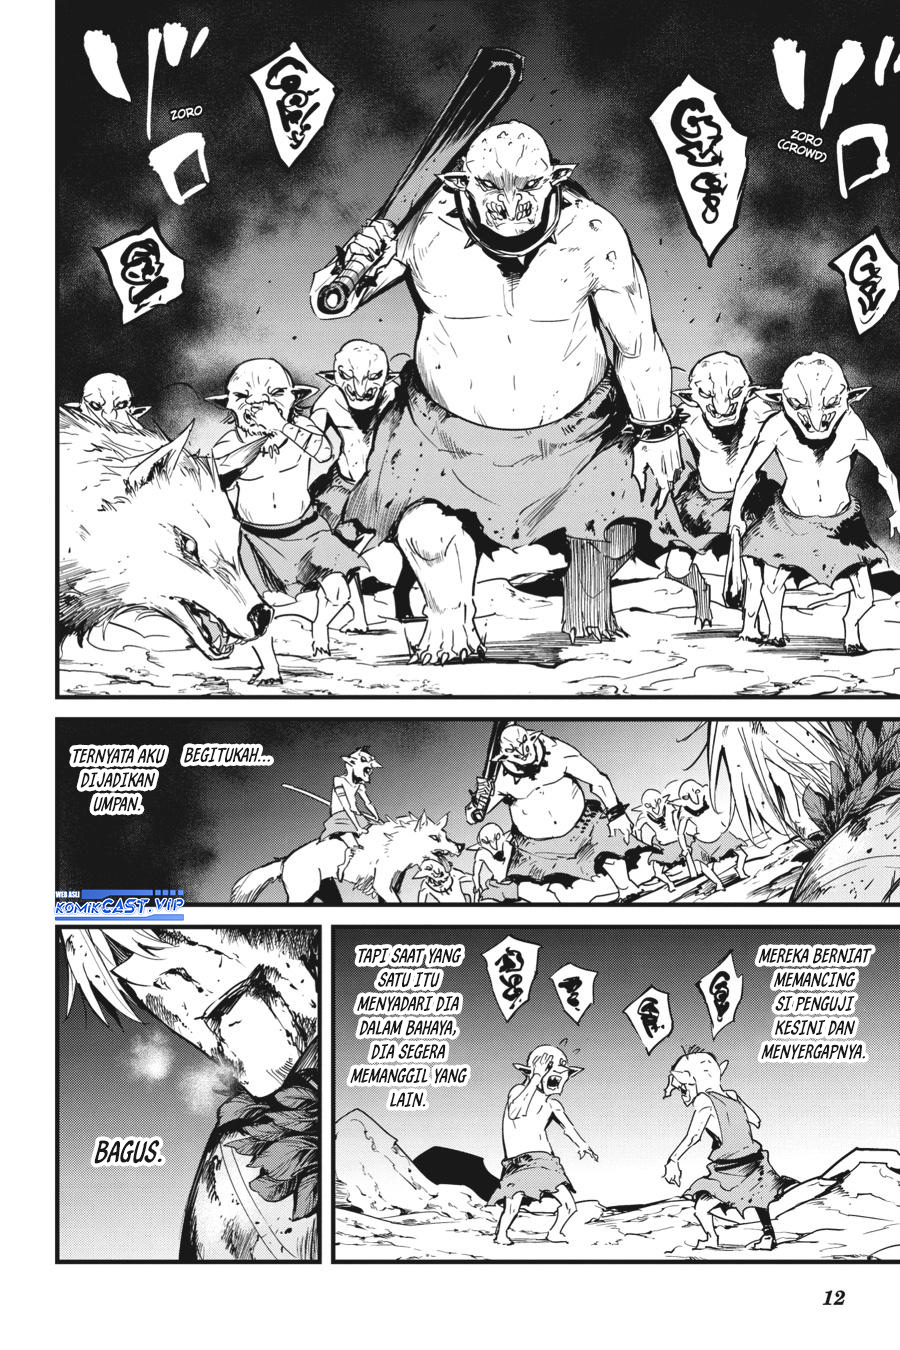 ゾ
ロ
ZORO
(CROWD)
ゾ
ロ
ZORO
BEGITUKAH...
TERNYATA AKU
DIJADIKAN
UMPAN.
WEB ASLI
KOMIKCAST.VIP
MEREKA BERNIAT
MEMANCING
SI PENGUJI
KESINI DAN
MENYERGAPNYA.
TAPI SAAT YANG
SATU ITU
MENYADARI DIA
DALAM BAHAYA,
DIA SEGERA
MEMANGGIL YANG
LAIN.
BAGUS.
12